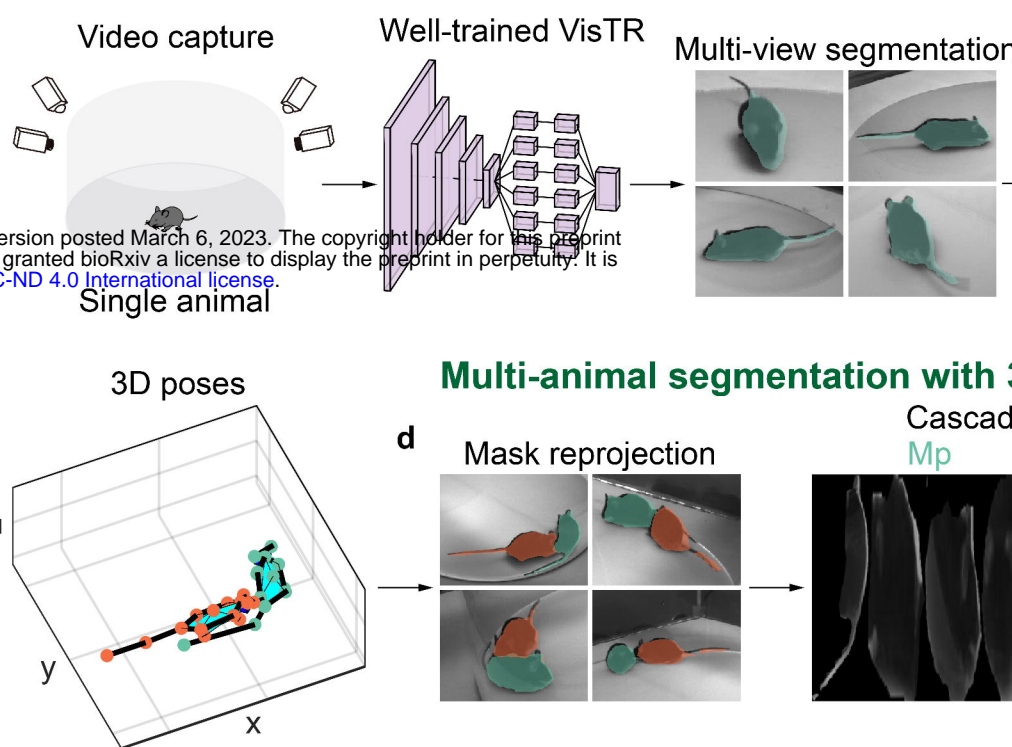 Video capture
Well-trained VisTR
Multi-view segmentation
ersion posted March 6, 2023. The copyright holder for this preprint
granted bioRxiv a license to display the preprint in perpetuity. It is
C-ND 4.0 International license.
Single animal
3D poses
Multi-animal segmentation with 3
Cascad
d
Mask reprojection
Mp
y
x